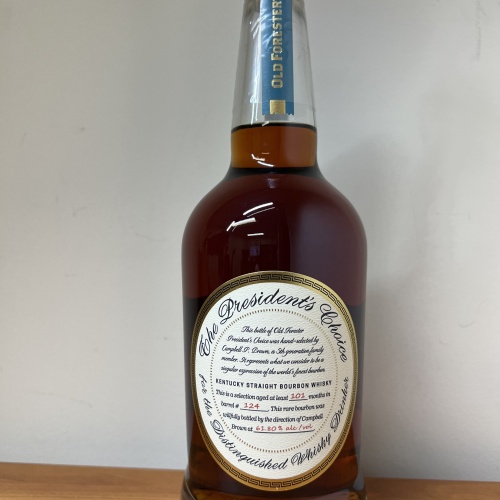 OLD FORESTER
The President's Choice
This bottle of Old Forester
President's Choice was hand-selected by
Campbell P. Brown, a 5th generation family
member. It represents what we consider to be a
singular expression of the world's finest bourbon.
KENTUCKY STRAIGHT BOURBON WHISKY
This is a selection aged at least 101 months in
barrel # 124. This rare bourbon was
willfully bottled by the direction of Campbell
Brown at 61.80% alc/vol.
for the Distinguished Whisky Drinker